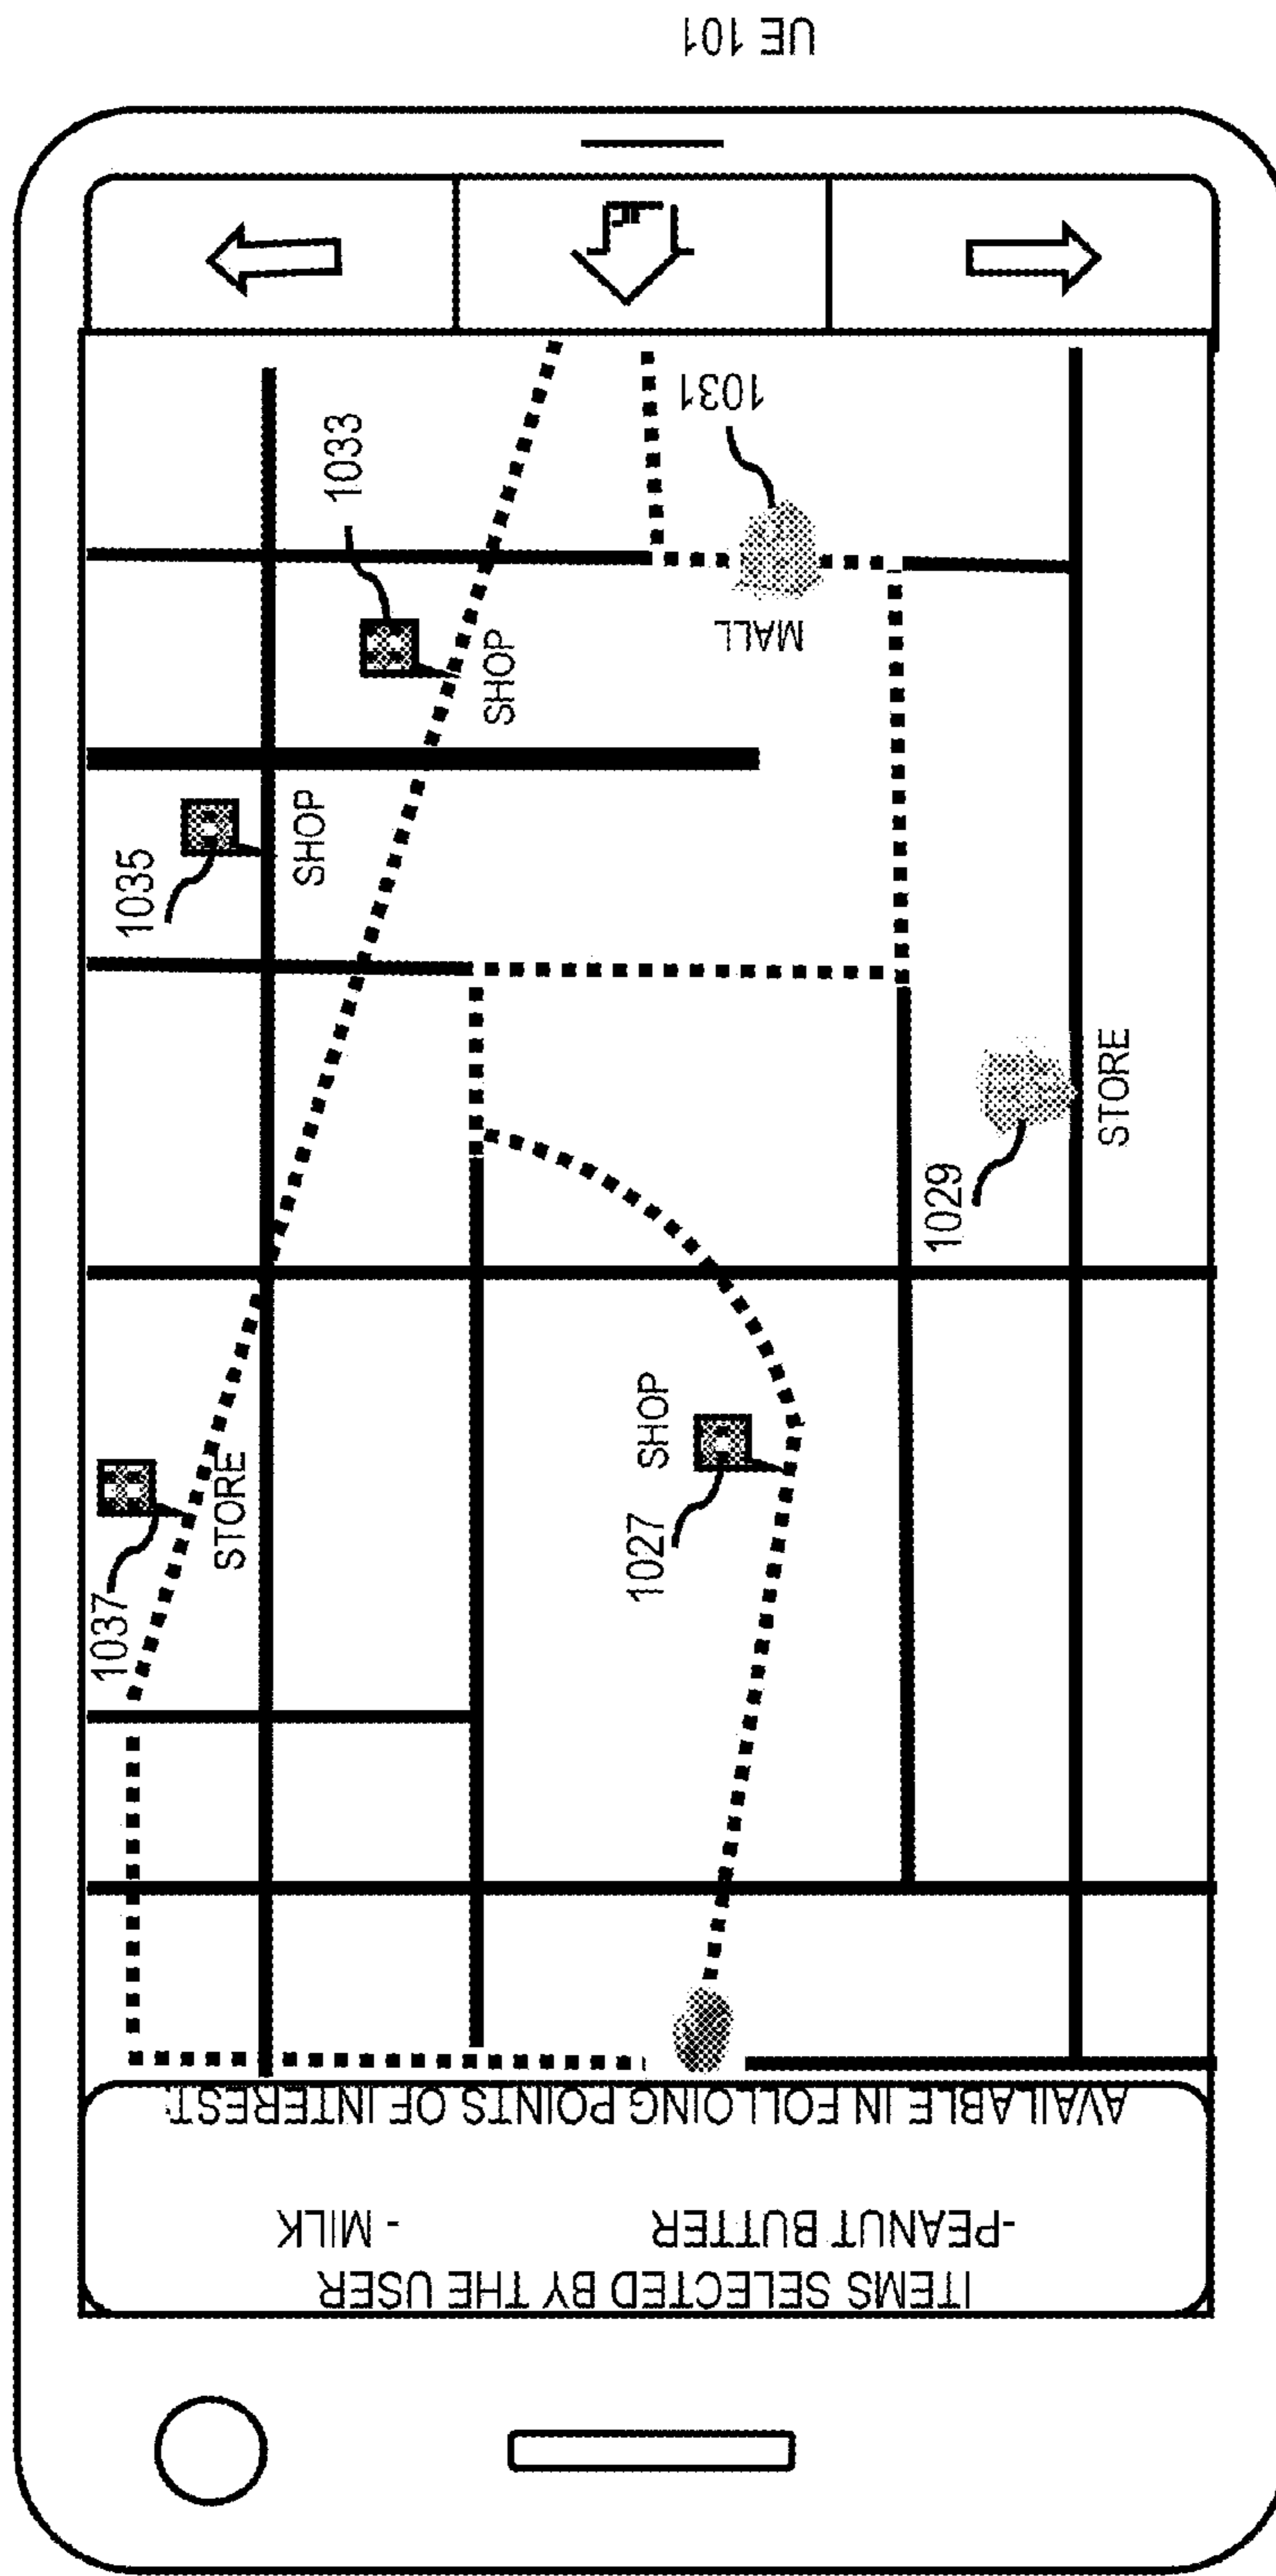 UE 101
1033
1031
SHOP
MALL
1035
SHOP
STORE
1029
SHOP
1027
STORE
1037
AVAILABLE IN FOLLOING POINTS OF INTEREST:
-PEANUT BUTTER - MILK
ITEMS SELECTED BY THE USER